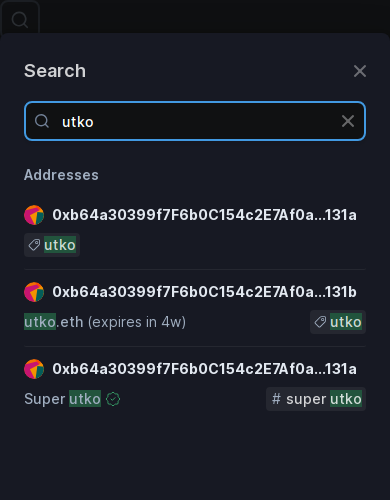 Search
utko
Addresses
0xb64a30399f7F6b0C154c2E7Af0a...131a
utko
0xb64a30399f7F6b0C154c2E7Af0a...131b
utko.eth (expires in 4w) utko
0xb64a30399f7F6b0C154c2E7Af0a...131a
Super utko # super utko